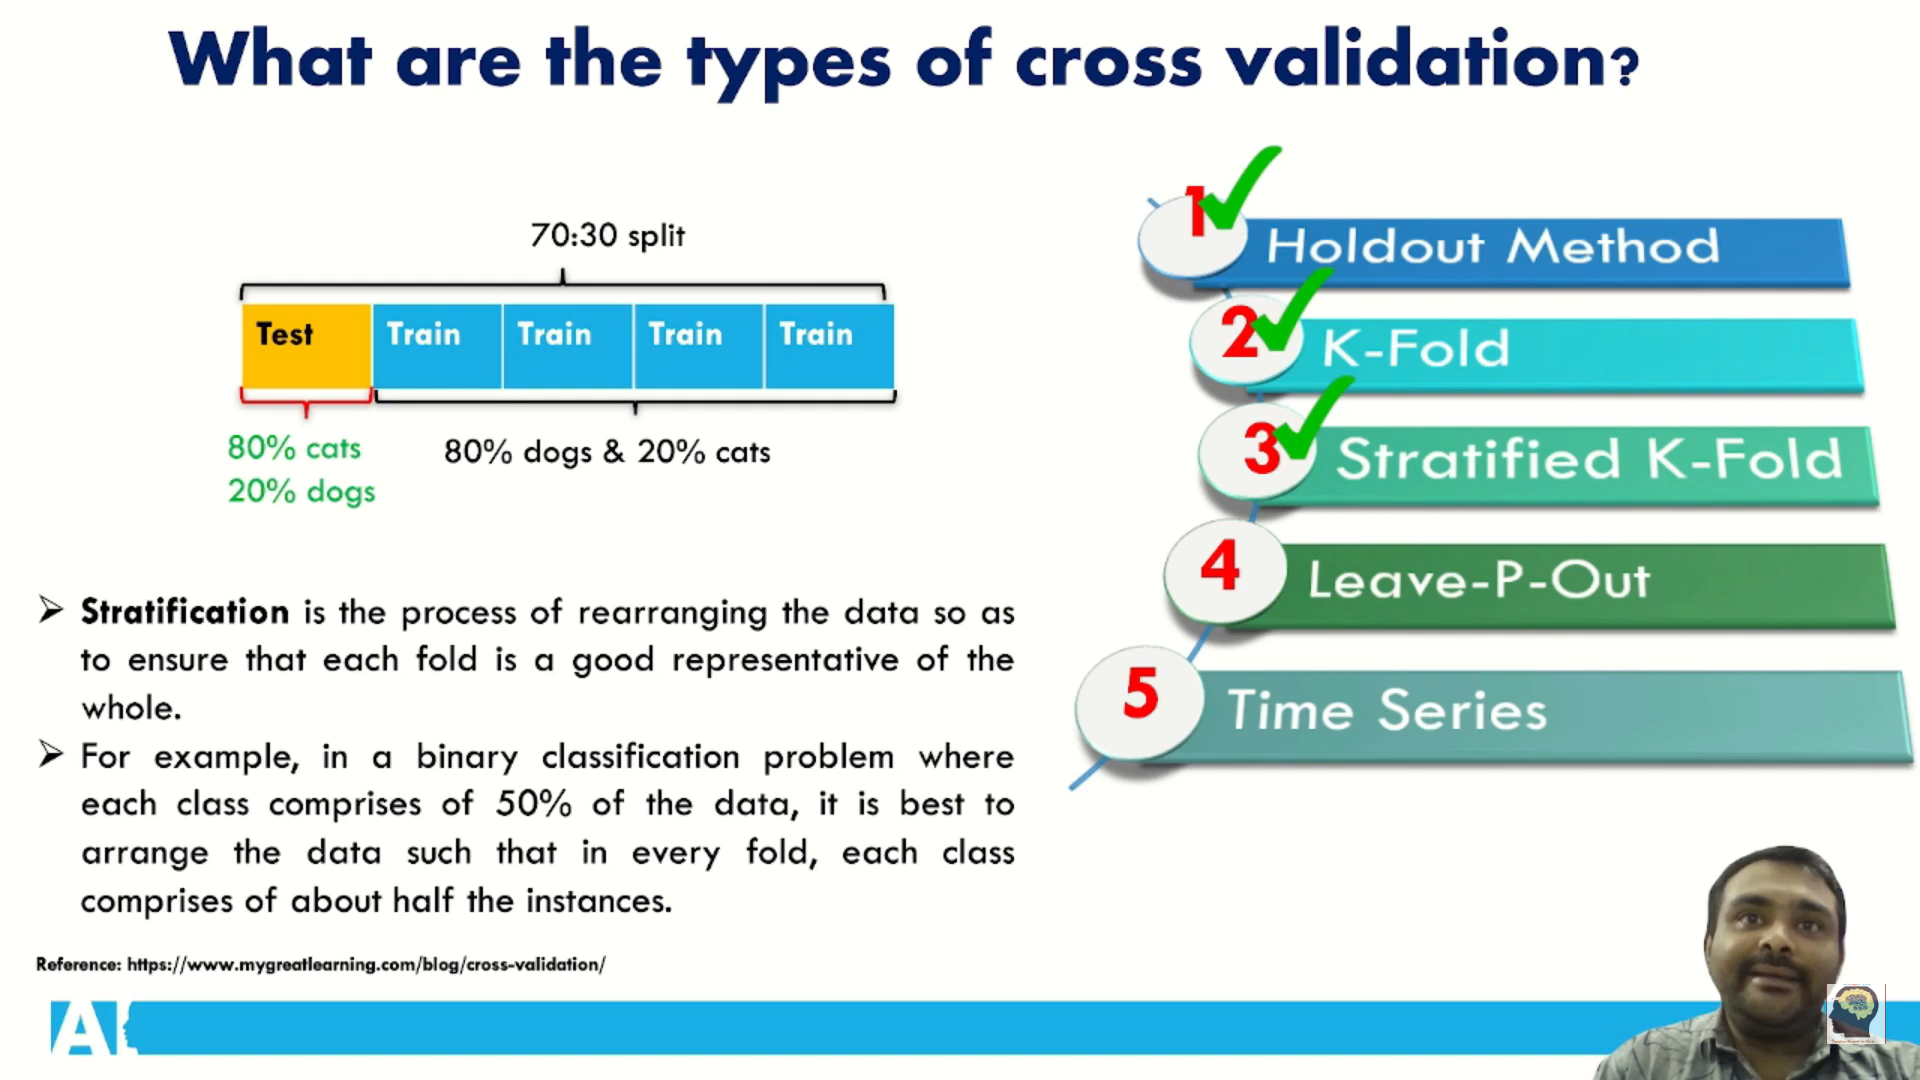 What are the types of cross validation?
70:30 split
Test Train Train Train Train
80% cats
20% dogs
80% dogs & 20% cats
Stratification is the process of rearranging the data so as
to ensure that each fold is a good representative of the
whole.
For example, in a binary classification problem where
each class comprises of 50% of the data, it is best to
arrange the data such that in every fold, each class
comprises of about half the instances.
Reference: https://www.mygreatlearning.com/blog/cross-validation/
1 Holdout Method
2 K-Fold
3 Stratified K-Fold
4 Leave-P-Out
5 Time Series
AI